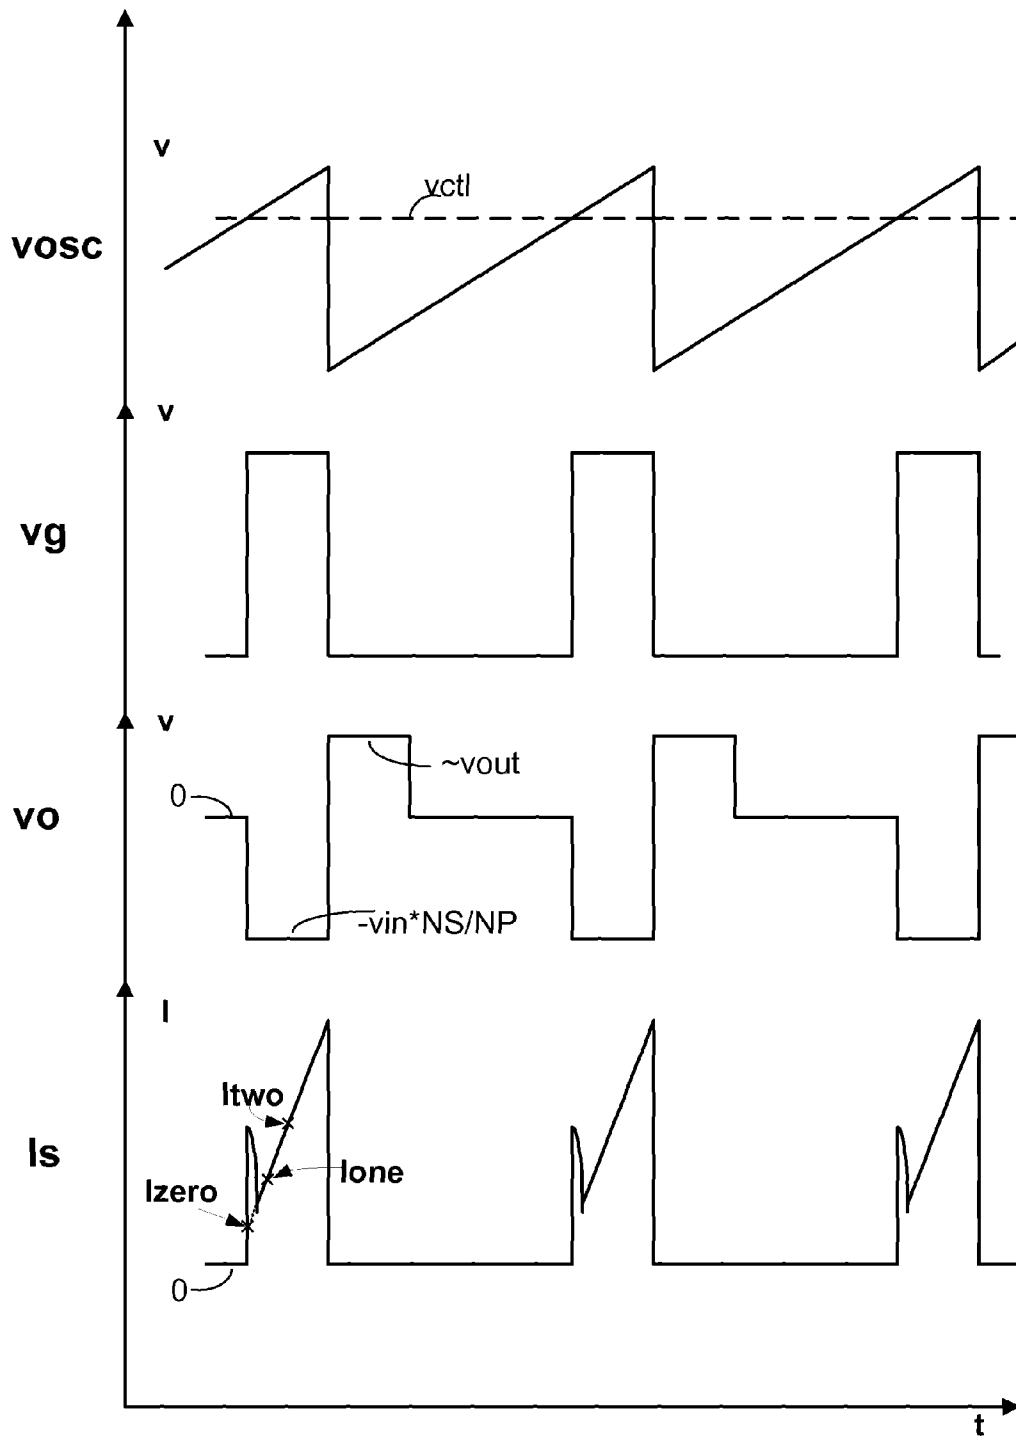 v
vctl
vosc
v
vg
v
~vout
0
vo
-vin*NS/NP
I
Itwo
Is
Ione
Izero
0
t